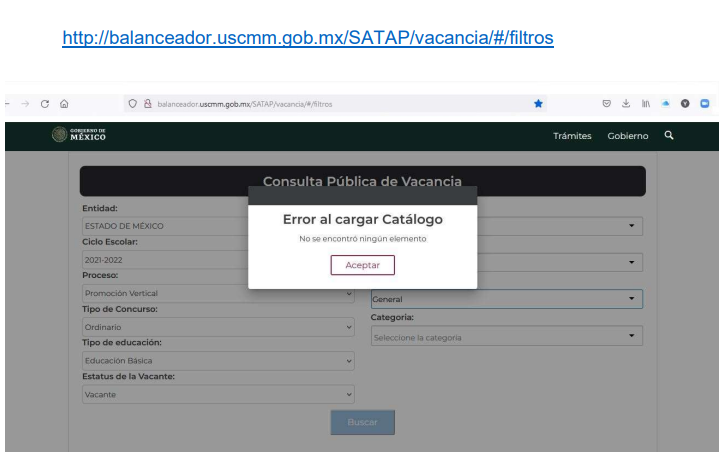 http://balanceador.uscmm.gob.mx/SATAP/vacancia/#/filtros
balanceador.uscmm.gob.mx/SATAP/vacancia/#/filtros
GOBIERNO DE
MÉXICO
Trámites Gobierno
Consulta Pública de Vacancia
Error al cargar Catálogo
No se encontró ningún elemento
Aceptar
Entidad:
ESTADO DE MÉXICO
Ciclo Escolar:
2021-2022
Proceso:
Promoción Vertical
Tipo de Concurso:
Ordinario
Tipo de educación:
Educación Básica
Estatus de la Vacante:
Vacante
General
Categoria:
Seleccione la categoria
Buscar